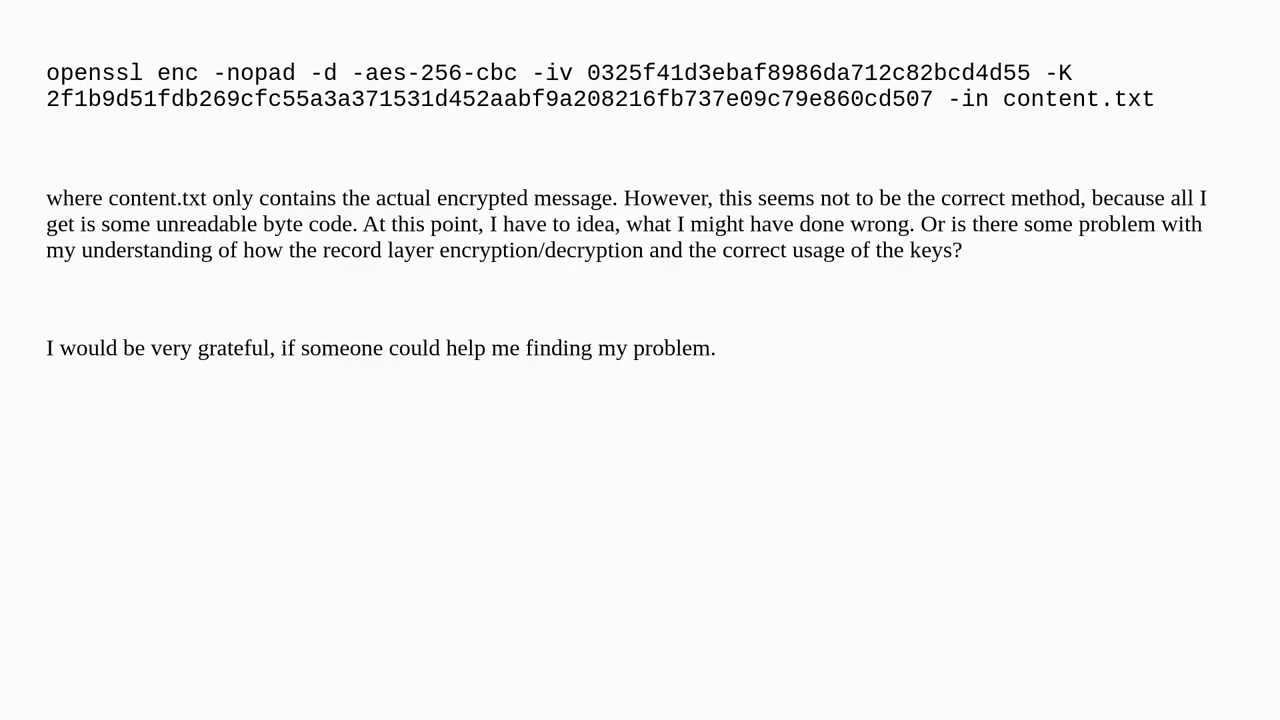 openssl enc -nopad -d -aes-256-cbc -iv 0325f41d3ebaf8986da712c82bcd4d55 -K
2f1b9d51fdb269cfc55a3a371531d452aabf9a208216fb737e09c79e860cd507 -in content.txt
where content.txt only contains the actual encrypted message. However, this seems not to be the correct method, because all I
get is some unreadable byte code. At this point, I have to idea, what I might have done wrong. Or is there some problem with
my understanding of how the record layer encryption/decryption and the correct usage of the keys?
I would be very grateful, if someone could help me finding my problem.